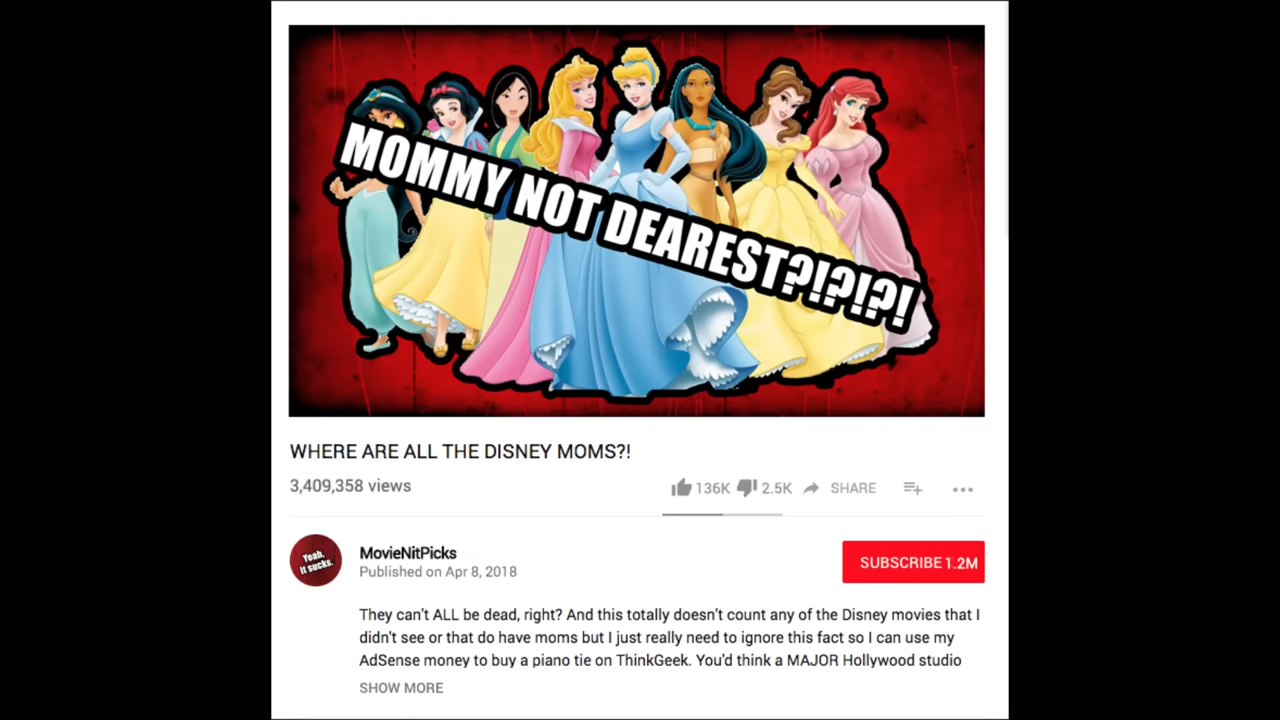 MOMMY NOT DEAREST?!?!?!
WHERE ARE ALL THE DISNEY MOMS?!
3,409,358 views
136K 2.5K SHARE
Yeah,
it sucks.
MovieNitPicks
Published on Apr 8, 2018
SUBSCRIBE 1.2M
They can't ALL be dead, right? And this totally doesn't count any of the Disney movies that I
didn't see or that do have moms but I just really need to ignore this fact so I can use my
AdSense money to buy a piano tie on ThinkGeek. You'd think a MAJOR Hollywood studio
SHOW MORE